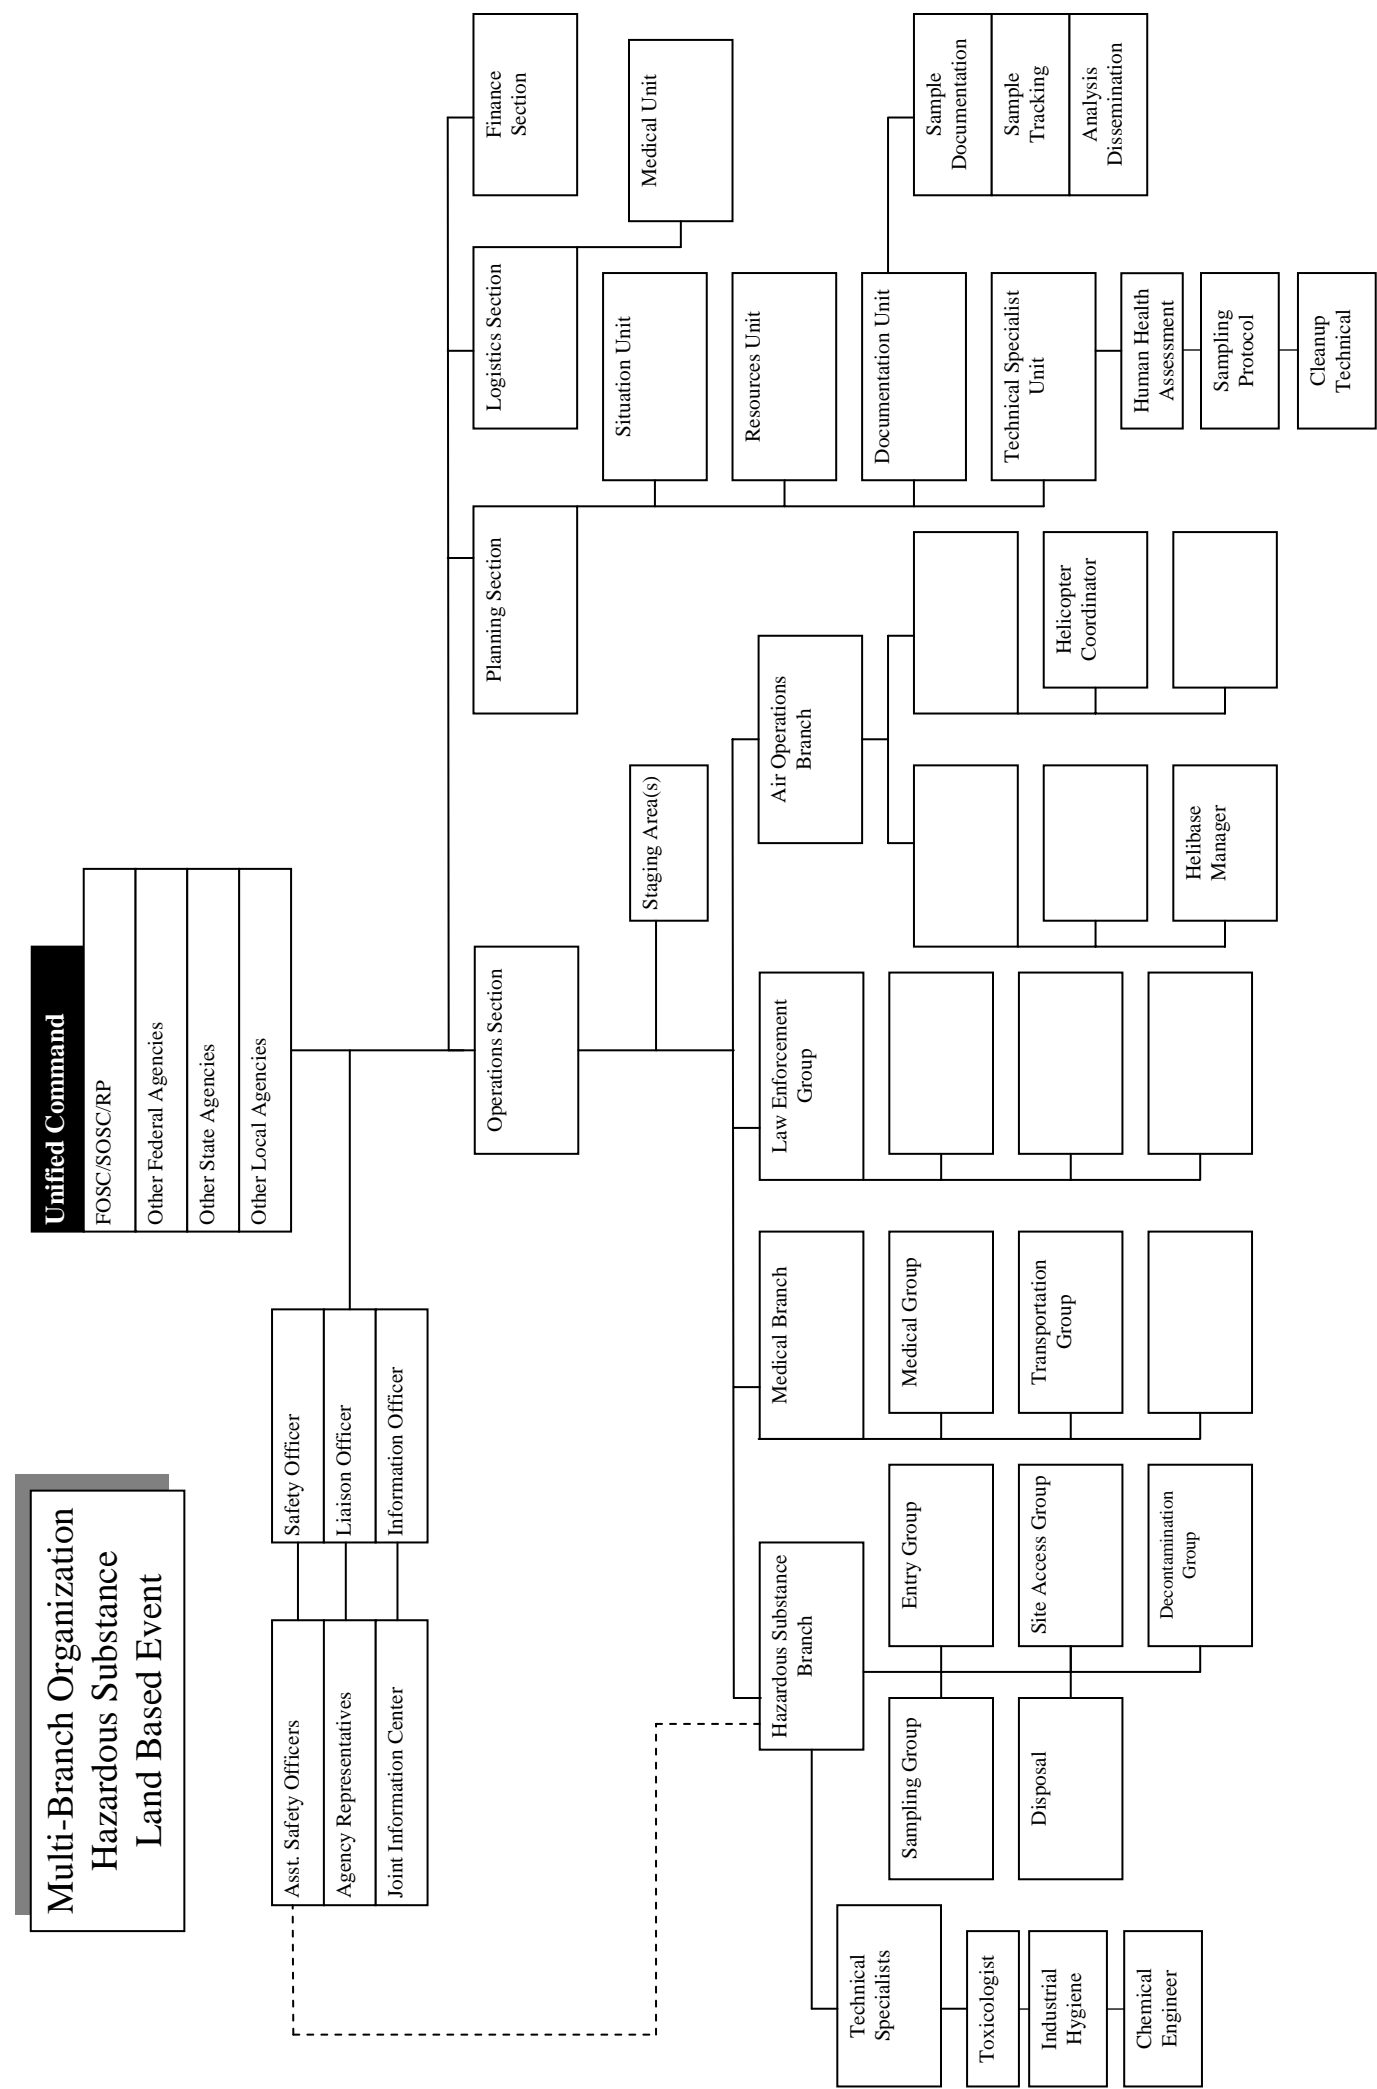 Multi-Branch Organization
Hazardous Substance
Land Based Event
Unified Command
FOSC/SOSC/RP
Other Federal Agencies
Other State Agencies
Other Local Agencies
Asst. Safety Officers
Agency Representatives
Joint Information Center
Safety Officer
Liaison Officer
Information Officer
Operations Section
Planning Section
Logistics Section
Finance
Section
Staging Area(s)
Situation Unit
Medical Unit
Resources Unit
Documentation Unit
Technical Specialist
Unit
Human Health
Assessment
Sampling
Protocol
Cleanup
Technical
Sample
Documentation
Sample
Tracking
Analysis
Dissemination
Hazardous Substance
Branch
Medical Branch
Law Enforcement
Group
Air Operations
Branch
Technical
Specialists
Toxicologist
Industrial
Hygiene
Chemical
Engineer
Sampling Group
Disposal
Entry Group
Site Access Group
Decontamination
Group
Medical Group
Transportation
Group
Helibase
Manager
Helicopter
Coordinator